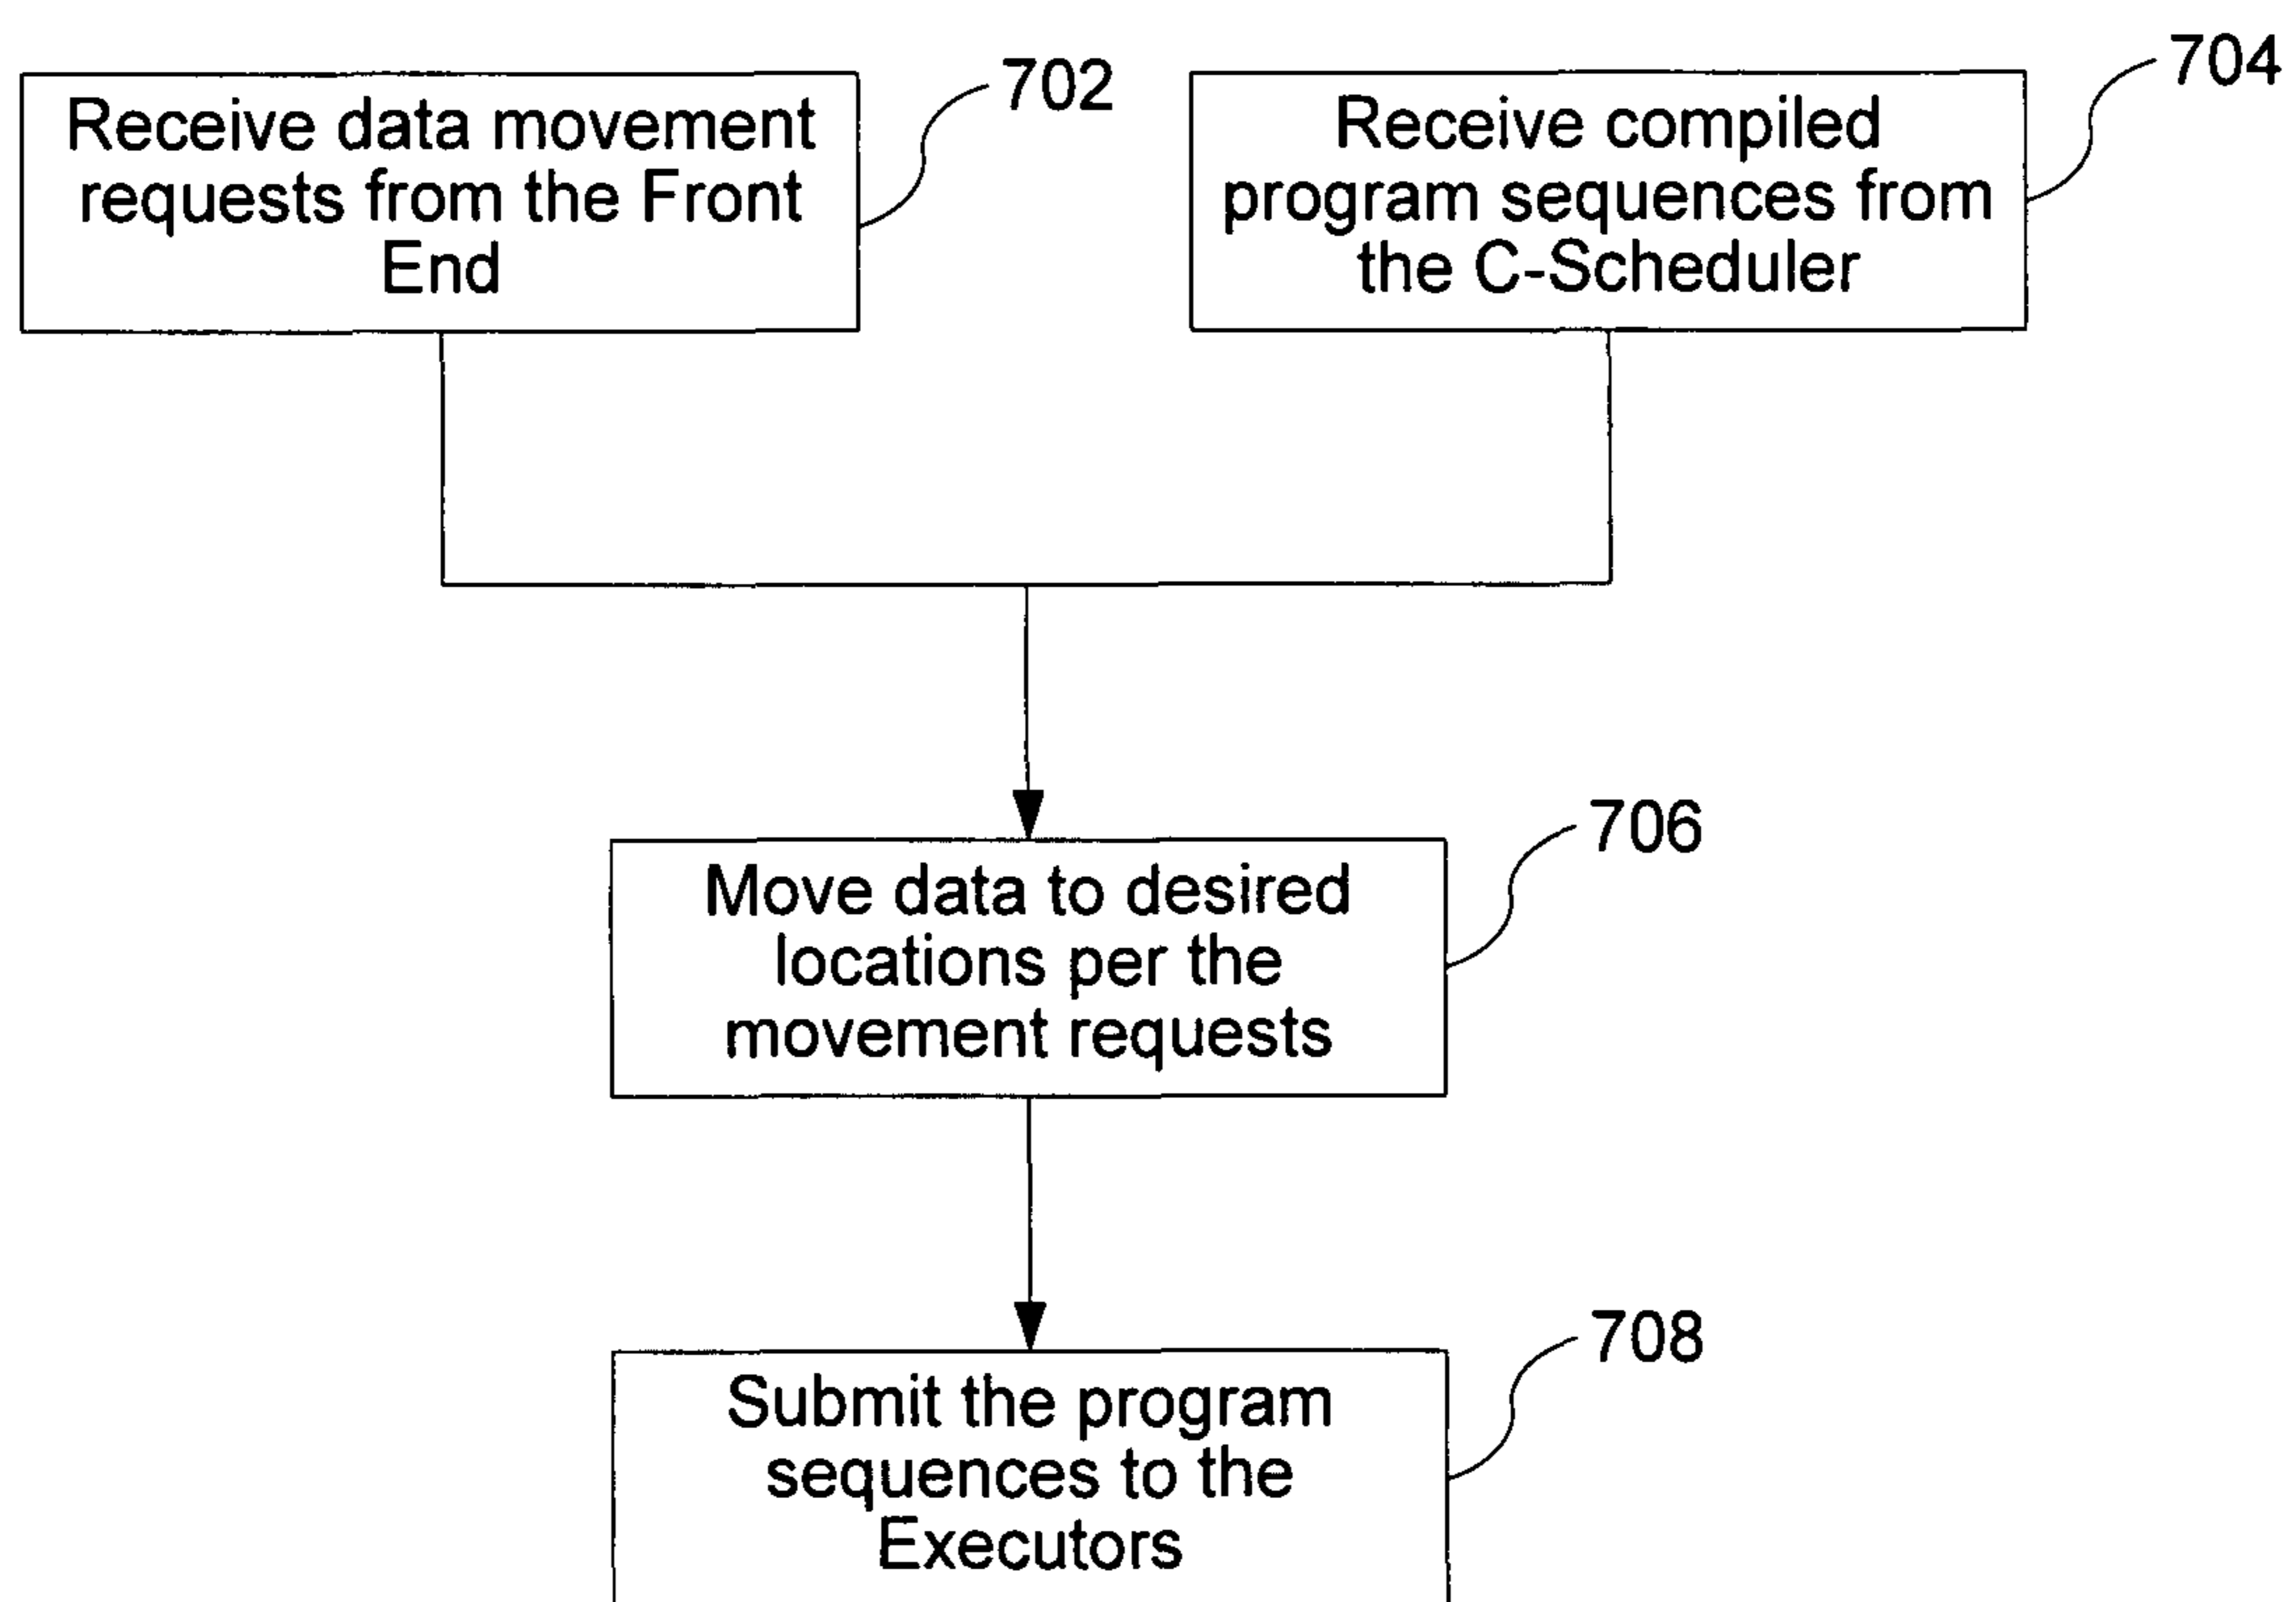 702
Receive data movement
requests from the Front
End
704
Receive compiled
program sequences from
the C-Scheduler
706
Move data to desired
locations per the
movement requests
708
Submit the program
sequences to the
Executors